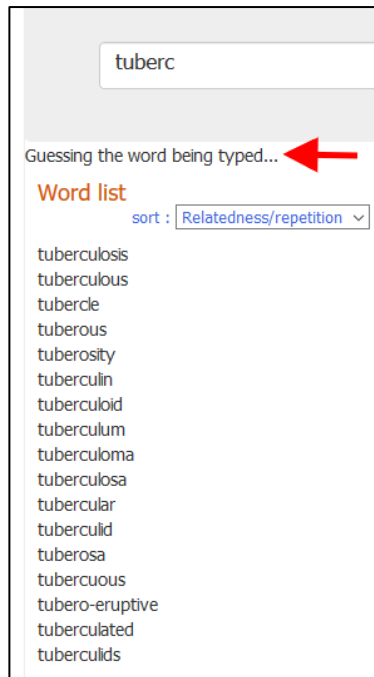 tuberc
Guessing the word being typed...
Word list
sort : Relatedness/repetition
tuberculosis
tuberculous
tubercle
tuberous
tuberosity
tuberculin
tuberculoid
tuberculum
tuberculoma
tuberculosa
tubercular
tuberculid
tuberosa
tubercuous
tubero-eruptive
tuberculated
tuberculids